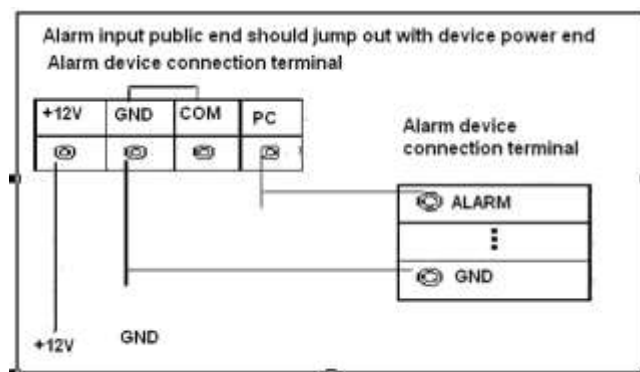 Alarm input public end should jump out with device power end
Alarm device connection terminal
+12V GND COM PC
Alarm device
connection terminal
ALARM
GND
+12V GND